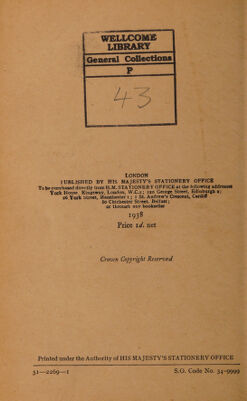 WELLCOME
LIBRARY
General Collections
P
43
LONDON
PUBLISHED BY HIS MAJESTY'S STATIONERY OFFICE
To be purchased directly from H.M. STATIONERY OFFICE at the following addresses
York House, Kingsway, London, W.C.2; 120 George Street, Edinburgh 2;
26 York Street, Manchester 1; 1 St. Andrew's Crescent, Cardiff
80 Chichester Street, Belfast;
or through any bookseller
1938
Price 1d. net
Crown Copyright Reserved
Printed under the Authority of HIS MAJESTY'S STATIONERY OFFICE
31—2269—1
S.O. Code No. 34-9999